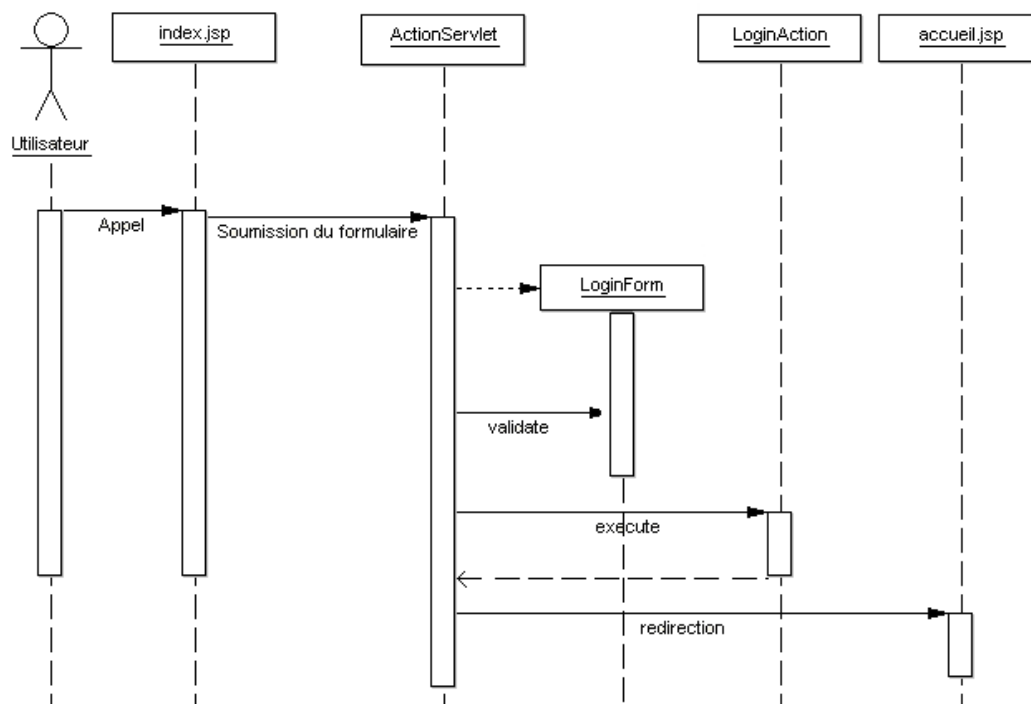 index.jsp
ActionServlet
LoginAction
accueil.jsp
Utilisateur
Appel
Soumission du formulaire
LoginForm
validate
execute
redirection